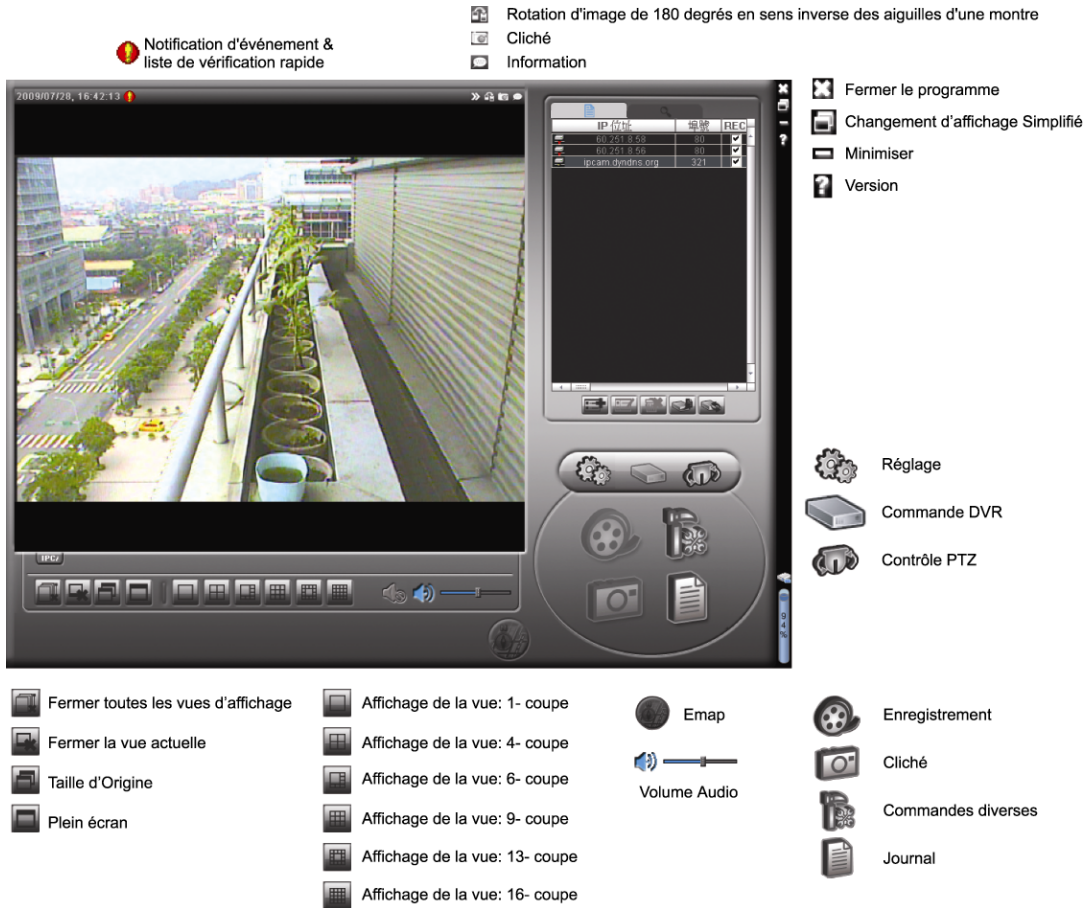 Rotation d'image de 180 degrés en sens inverse des aiguilles d'une montre
Cliché
Information
Notification d'événement &
liste de vérification rapide
2009/07/28, 16:42:13
IP 位址 埠號 REC
60.251.8.58 80
60.251.8.56 80
ipcam.dyndns.org 321
Fermer le programme
Changement d’affichage Simplifié
Minimiser
Version
Réglage
Commande DVR
Contrôle PTZ
94%
Fermer toutes les vues d’affichage
Fermer la vue actuelle
Taille d’Origine
Plein écran
Affichage de la vue: 1- coupe
Affichage de la vue: 4- coupe
Affichage de la vue: 6- coupe
Affichage de la vue: 9- coupe
Affichage de la vue: 13- coupe
Affichage de la vue: 16- coupe
Emap
Volume Audio
Enregistrement
Cliché
Commandes diverses
Journal